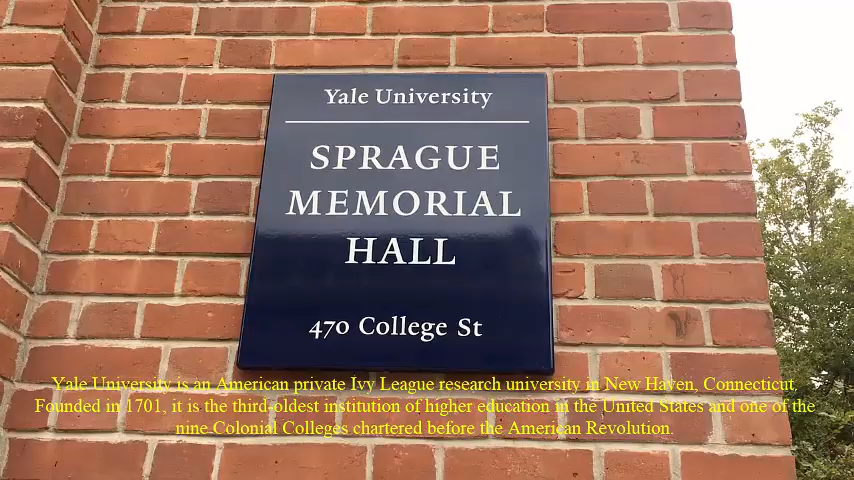 Yale University
SPRAGUE
MEMORIAL
HALL
470 College St
Yale University is an American private Ivy League research university in New Haven, Connecticut,
Founded in 1701, it is the third-oldest institution of higher education in the United States and one of the
nine Colonial Colleges chartered before the American Revolution.